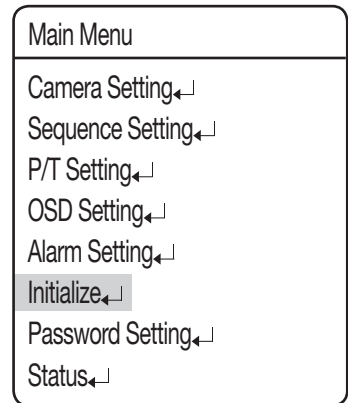 Main Menu
Camera Setting↵
Sequence Setting↵
P/T Setting↵
OSD Setting↵
Alarm Setting↵
Initialize↵
Password Setting↵
Status↵